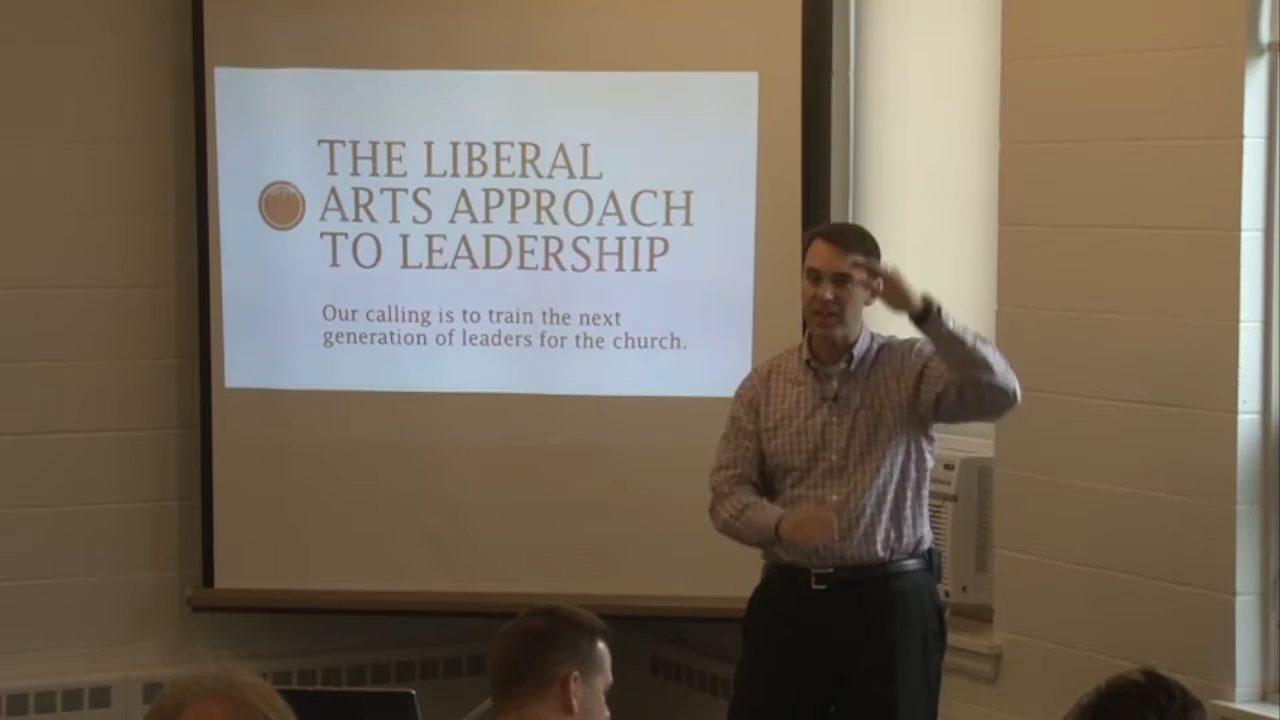 THE LIBERAL
ARTS APPROACH
TO LEADERSHIP
Our calling is to train the next
generation of leaders for the church.